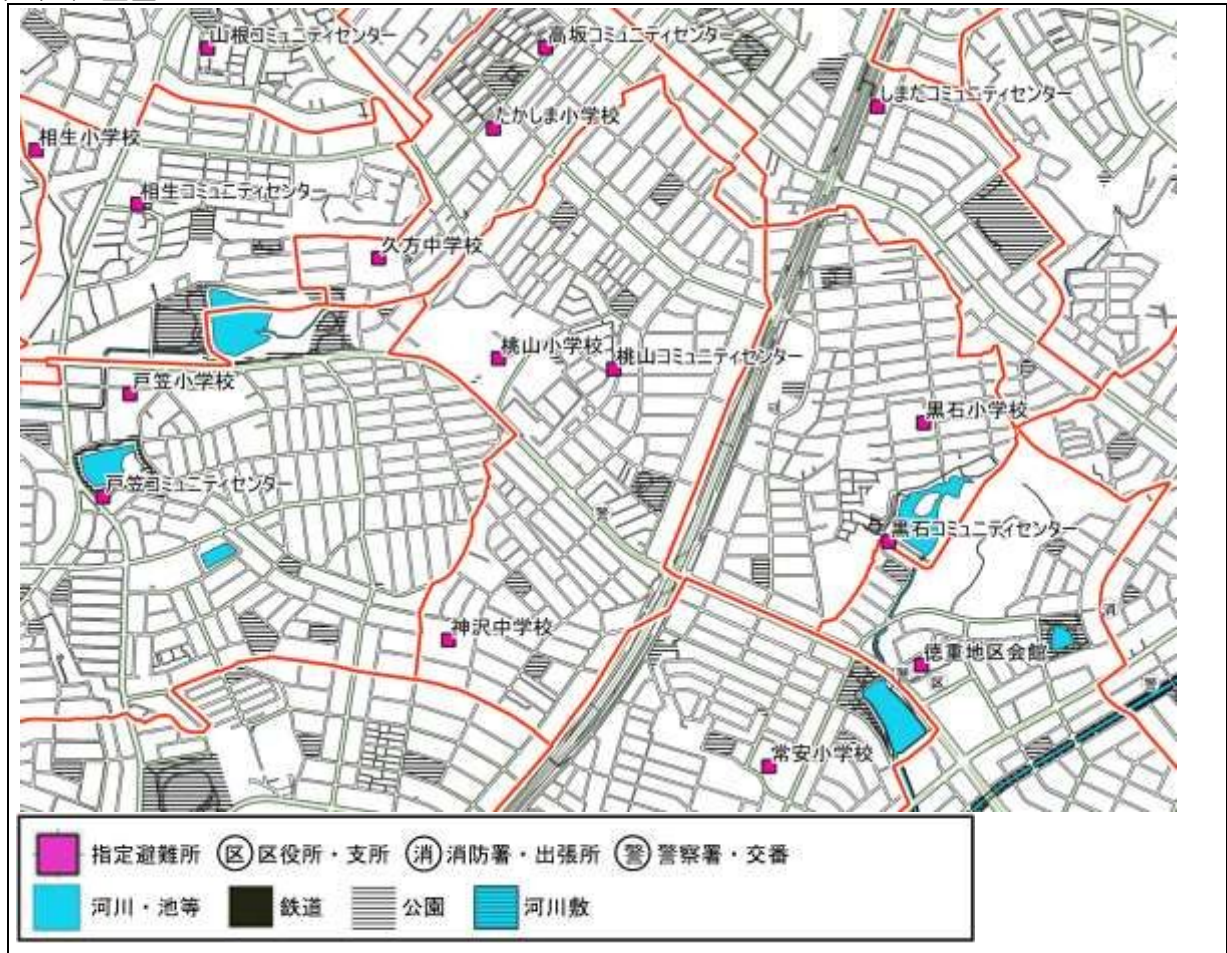 山根コミュニティセンター
高坂コミュニティセンター
しまだコミュニティセンター
たかしま小学校
相生小学校
相生コミュニティセンター
久方中学校
桃山小学校
桃山コミュニティセンター
戸笠小学校
黒石小学校
戸笠コミュニティセンター
警
黒石コミュニティセンター
消
神沢中学校
徳重地区会館
警
区
警
常安小学校
指定避難所 区 区役所・支所 消 消防署・出張所 警 警察署・交番
河川・池等 鉄道 公園 河川敷